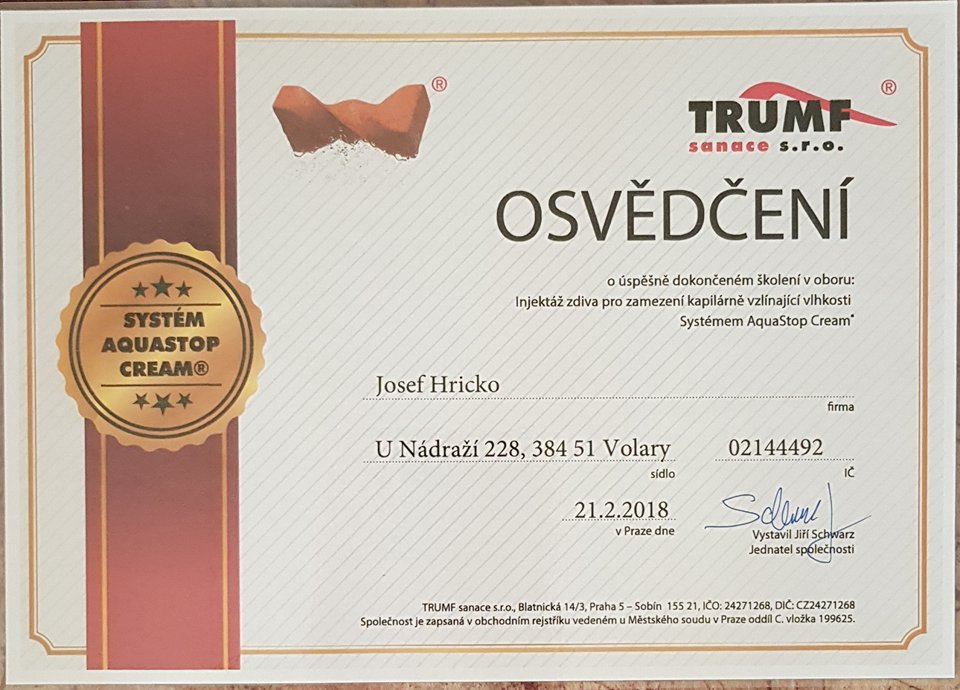 ®
TRUMF®
sanace s.r.o.
OSVĚDČENÍ
o úspěšně dokončeném školení v oboru:
Injektáž zdiva pro zamezení kapilárně vzlínající vlhkosti
Systémem AquaStop Cream®
SYSTÉM
AQUASTOP
CREAM®
Josef Hricko
firma
U Nádraží 228, 384 51 Volary 02144492
sídlo IČ
21.2.2018
v Praze dne
Vystavil Jiří Schwarz
Jednatel společnosti
TRUMF sanace s.r.o., Blatnická 14/3, Praha 5 – Sobín 155 21, IČO: 24271268, DIČ: CZ24271268
Společnost je zapsaná v obchodním rejstříku vedeném u Městského soudu v Praze oddíl C. vložka 199625.